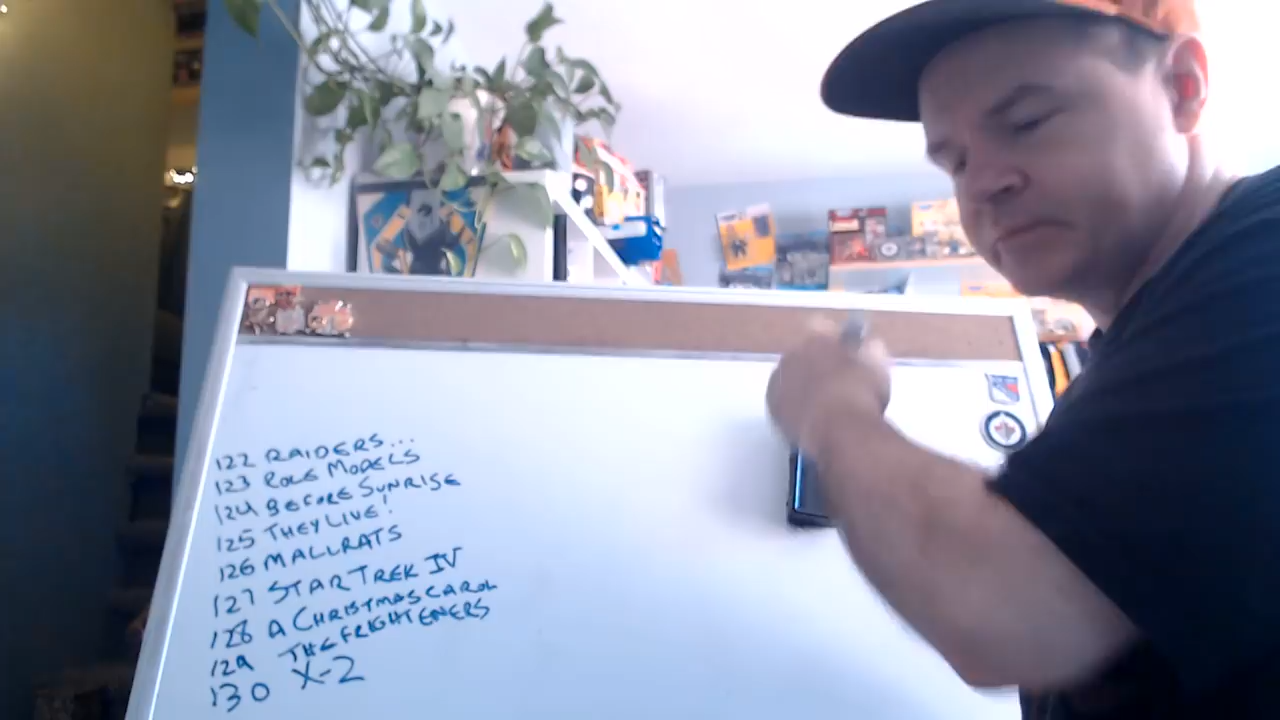 122 RAIDERS...
123 ROLE MODELS
124 BEFORE SUNRISE
125 THEY LIVE!
126 MALLRATS
127 STAR TREK IV
128 A CHRISTMAS CAROL
129 THE FRIGHTENERS
130 X-2